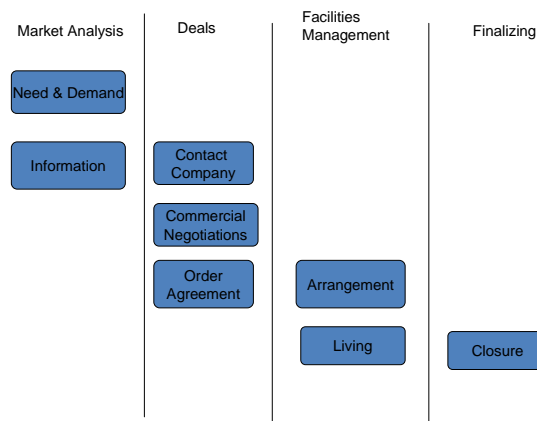 Market Analysis
Deals
Facilities
Management
Finalizing
Need & Demand
Information
Contact
Company
Commercial
Negotiations
Order
Agreement
Arrangement
Living
Closure